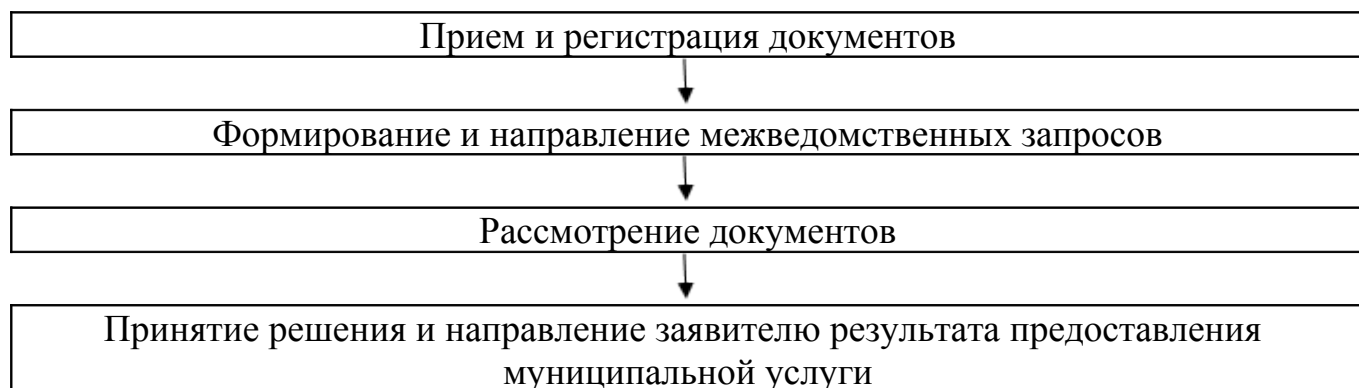 Прием и регистрация документов
Формирование и направление межведомственных запросов
Рассмотрение документов
Принятие решения и направление заявителю результата предоставления
муниципальной услуги